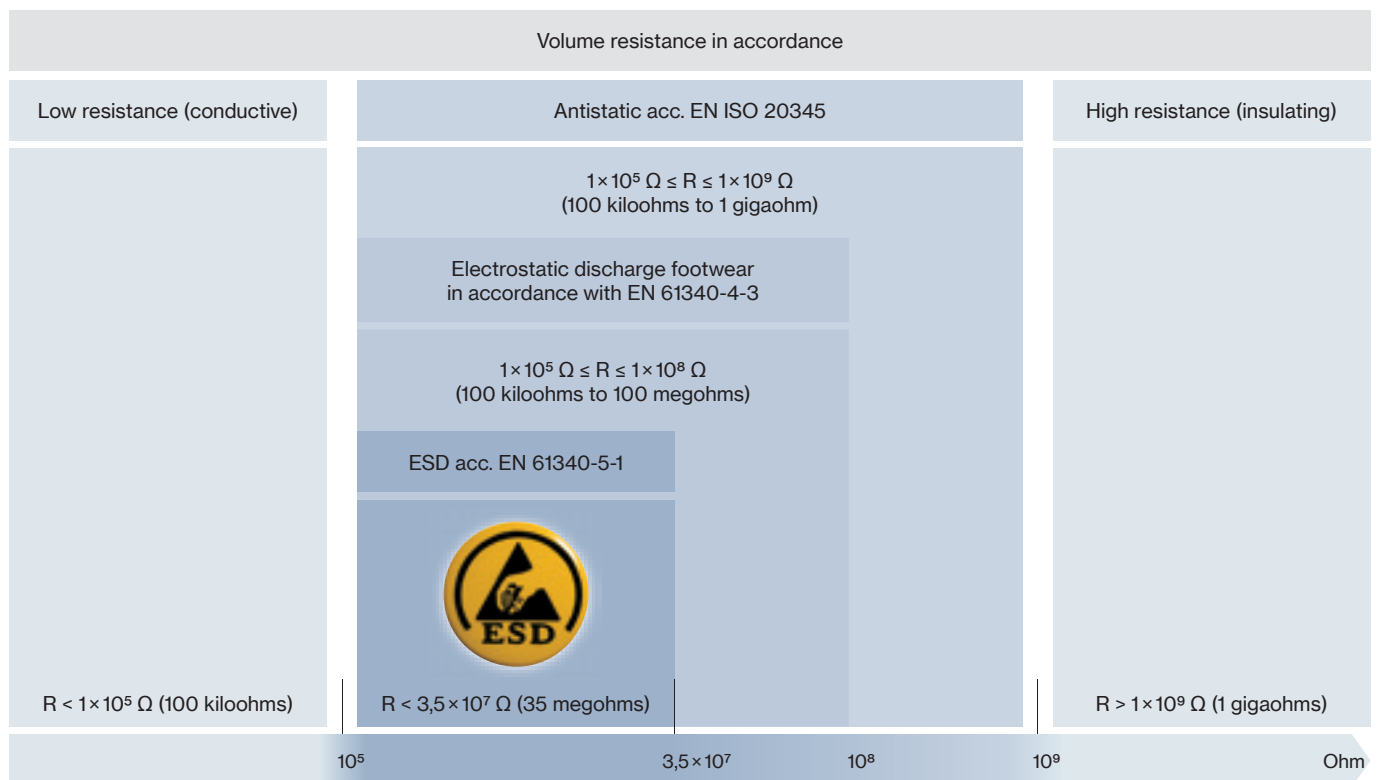 Volume resistance in accordance
Low resistance (conductive)
Antistatic acc. EN ISO 20345
High resistance (insulating)
1×10⁵ Ω ≤ R ≤ 1×10⁹ Ω
(100 kiloohms to 1 gigaohm)
Electrostatic discharge footwear
in accordance with EN 61340-4-3
1×10⁵ Ω ≤ R ≤ 1×10⁸ Ω
(100 kiloohms to 100 megohms)
ESD acc. EN 61340-5-1
ESD
R < 1×10⁵ Ω (100 kiloohms)
R < 3,5×10⁷ Ω (35 megohms)
R > 1×10⁹ Ω (1 gigaohms)
10⁵ 3,5×10⁷ 10⁸ 10⁹ Ohm